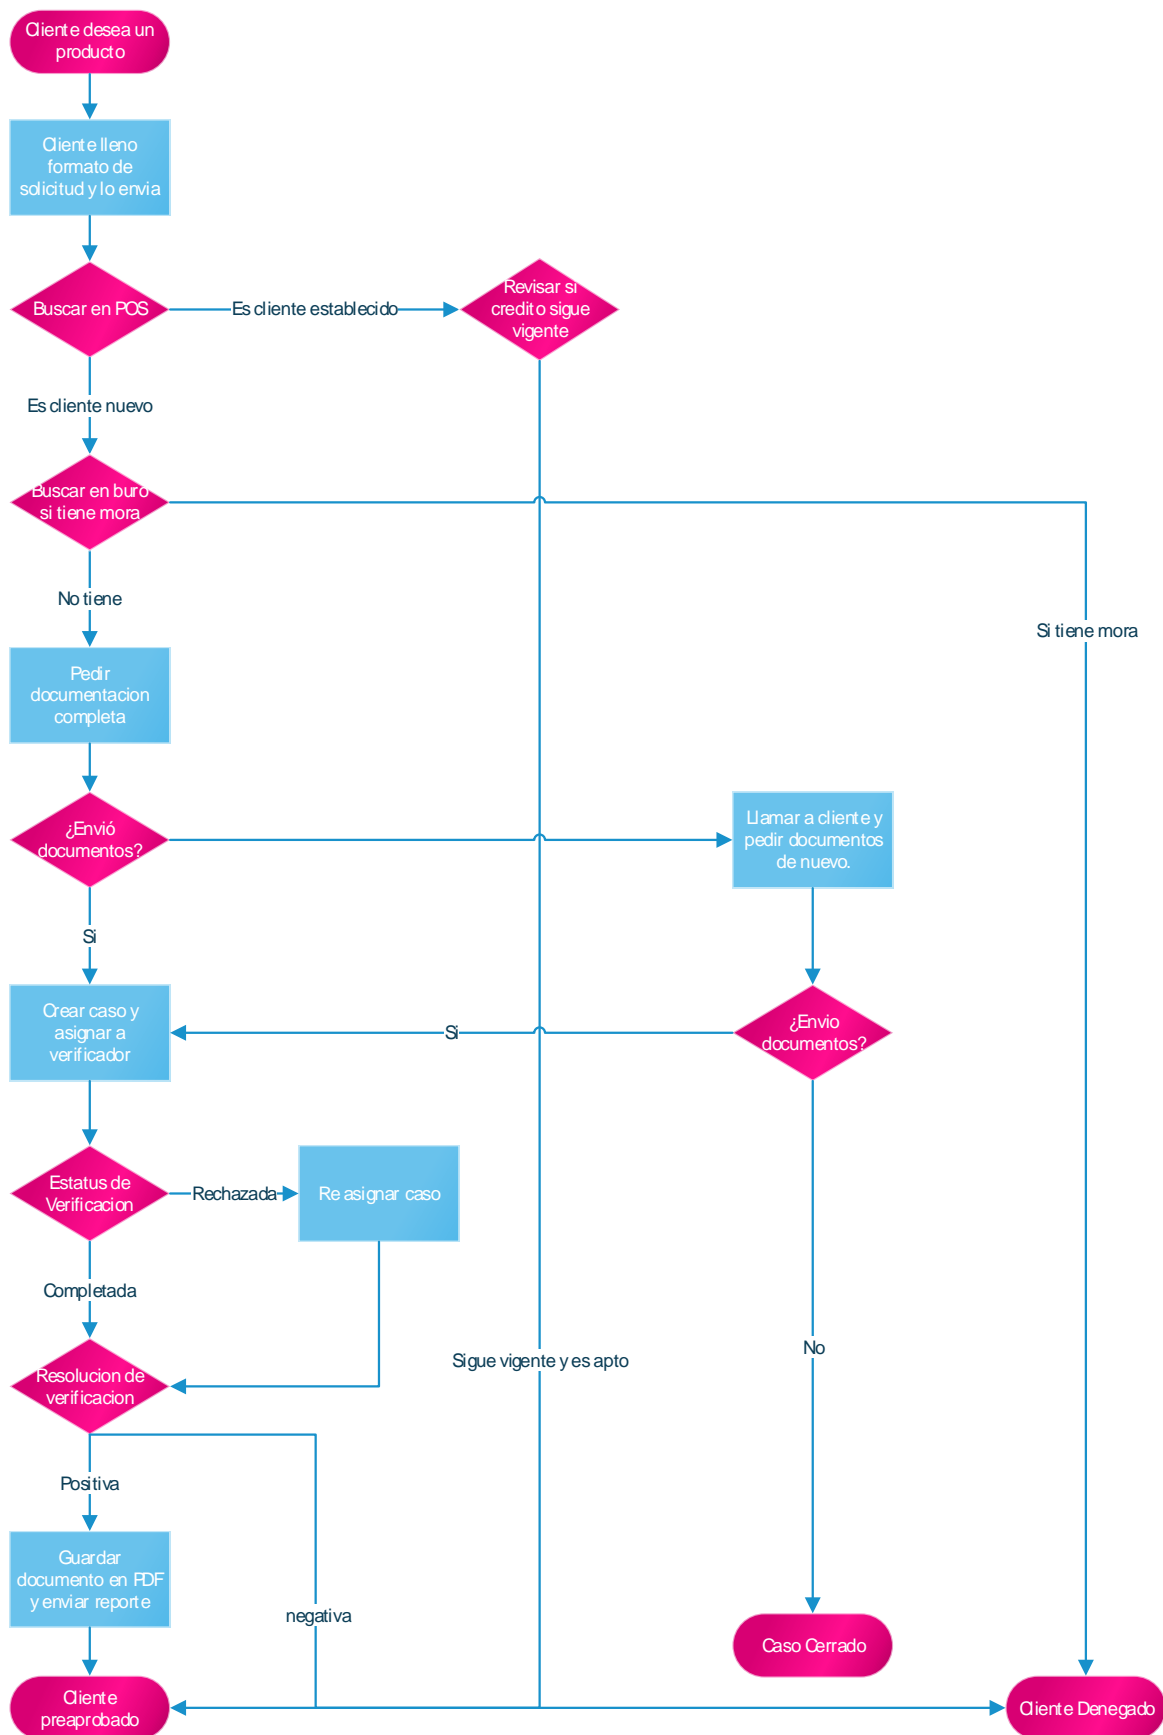 Cliente desea un
producto
Cliente lleno
formato de
solicitud y lo envia
Buscar en POS
Es cliente establecido
Revisar si
credito sigue
vigente
Es cliente nuevo
Buscar en buro
si tiene mora
No tiene
Si tiene mora
Pedir
documentacion
completa
¿Envió
documentos?
Llamar a cliente y
pedir documentos
de nuevo.
Si
Crear caso y
asignar a
verificador
Si
¿Envio
documentos?
Estatus de
Verificacion
Rechazada
Re asignar caso
Completada
No
Sigue vigente y es apto
Resolucion de
verificacion
Positiva
Guardar
documento en PDF
y enviar reporte
negativa
Caso Cerrado
Cliente
preaprobado
Cliente Denegado